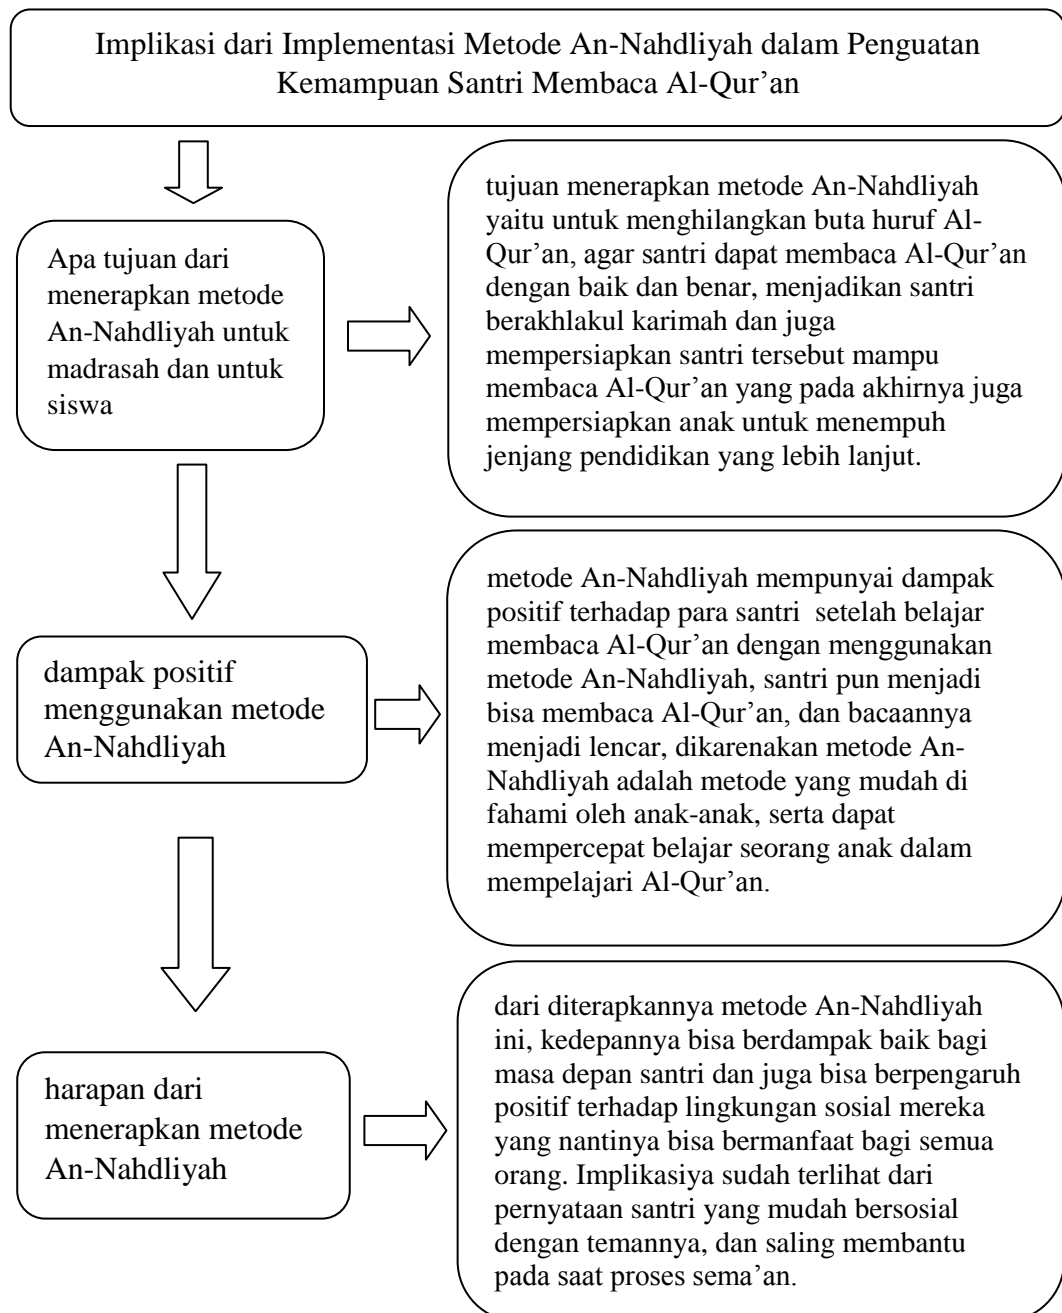 Implikasi dari Implementasi Metode An-Nahdliyah dalam Penguatan
Kemampuan Santri Membaca Al-Qur’an
Apa tujuan dari
menerapkan metode
An-Nahdliyah untuk
madrasah dan untuk
siswa
tujuan menerapkan metode An-Nahdliyah
yaitu untuk menghilangkan buta huruf Al-
Qur’an, agar santri dapat membaca Al-Qur’an
dengan baik dan benar, menjadikan santri
berakhlakul karimah dan juga
mempersiapkan santri tersebut mampu
membaca Al-Qur’an yang pada akhirnya juga
mempersiapkan anak untuk menempuh
jenjang pendidikan yang lebih lanjut.
dampak positif
menggunakan metode
An-Nahdliyah
metode An-Nahdliyah mempunyai dampak
positif terhadap para santri  setelah belajar
membaca Al-Qur’an dengan menggunakan
metode An-Nahdliyah, santri pun menjadi
bisa membaca Al-Qur’an, dan bacaannya
menjadi lencar, dikarenakan metode An-
Nahdliyah adalah metode yang mudah di
fahami oleh anak-anak, serta dapat
mempercepat belajar seorang anak dalam
mempelajari Al-Qur’an.
harapan dari
menerapkan metode
An-Nahdliyah
dari diterapkannya metode An-Nahdliyah
ini, kedepannya bisa berdampak baik bagi
masa depan santri dan juga bisa berpengaruh
positif terhadap lingkungan sosial mereka
yang nantinya bisa bermanfaat bagi semua
orang. Implikasiya sudah terlihat dari
pernyataan santri yang mudah bersosial
dengan temannya, dan saling membantu
pada saat proses sema’an.